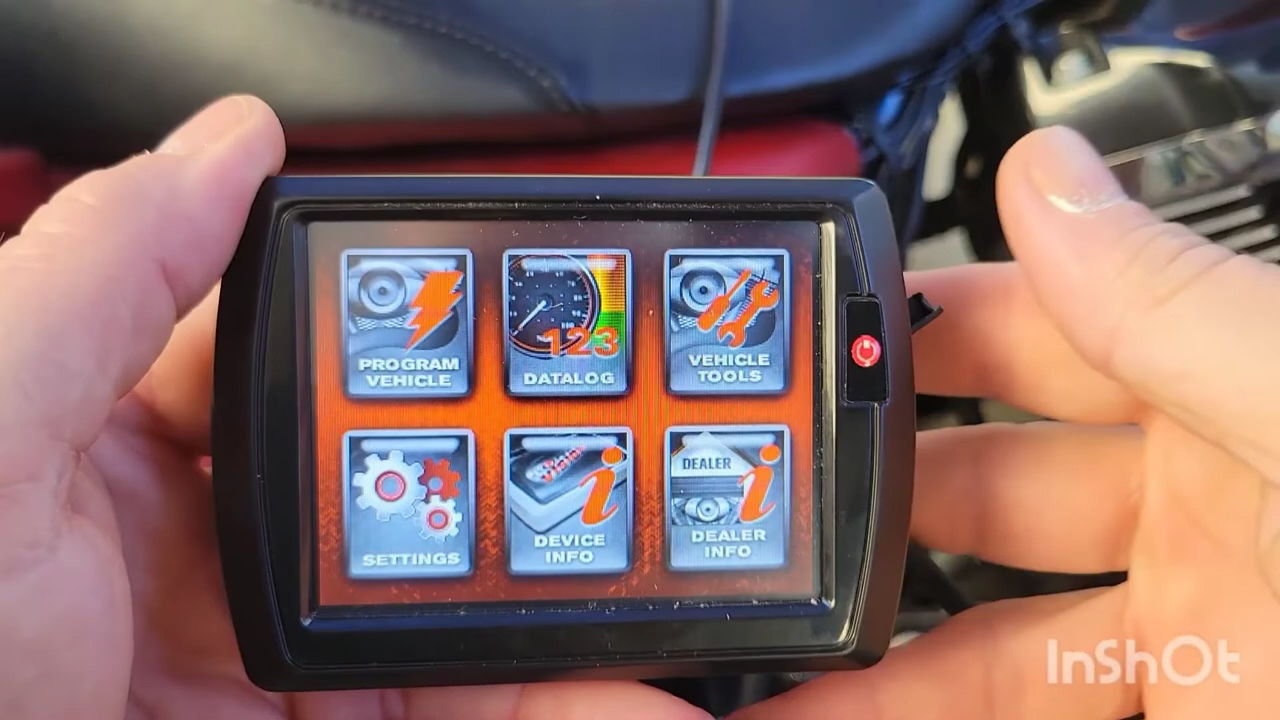 PROGRAM
VEHICLE
123
DATALOG
VEHICLE
TOOLS
SETTINGS
DEVICE
INFO
DEALER
DEALER
INFO
InShOt